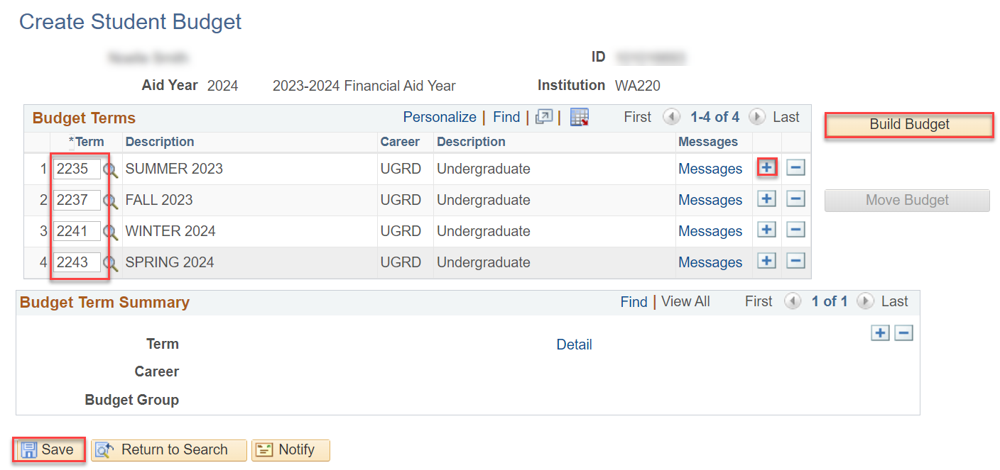 Create Student Budget
ID
Aid Year 2024 2023-2024 Financial Aid Year Institution WA220
Budget Terms Personalize | Find | | First 1-4 of 4 Last
Build Budget
*Term Description Career Description Messages
1 2235 SUMMER 2023 UGRD Undergraduate Messages
2 2237 FALL 2023 UGRD Undergraduate Messages
Move Budget
3 2241 WINTER 2024 UGRD Undergraduate Messages
4 2243 SPRING 2024 UGRD Undergraduate Messages
Budget Term Summary Find | View All First 1 of 1 Last
Term Detail
Career
Budget Group
Save Return to Search Notify